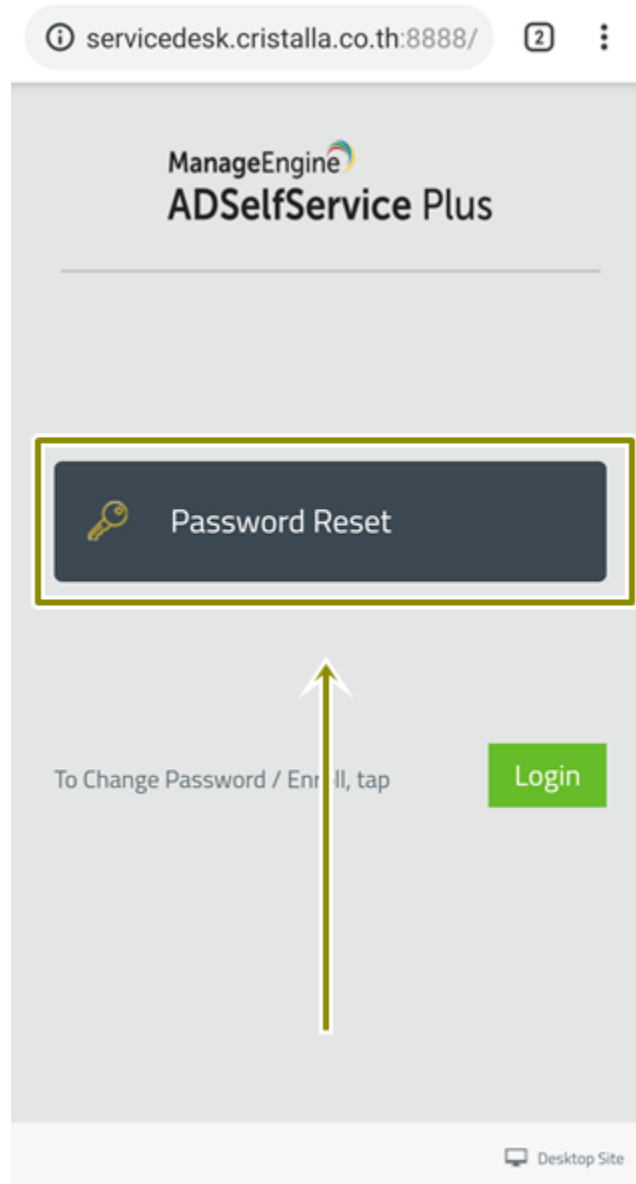 servicedesk.cristalla.co.th:8888/ 2
ManageEngine
ADSelfService Plus
Password Reset
To Change Password / Enroll, tap Login
Desktop Site